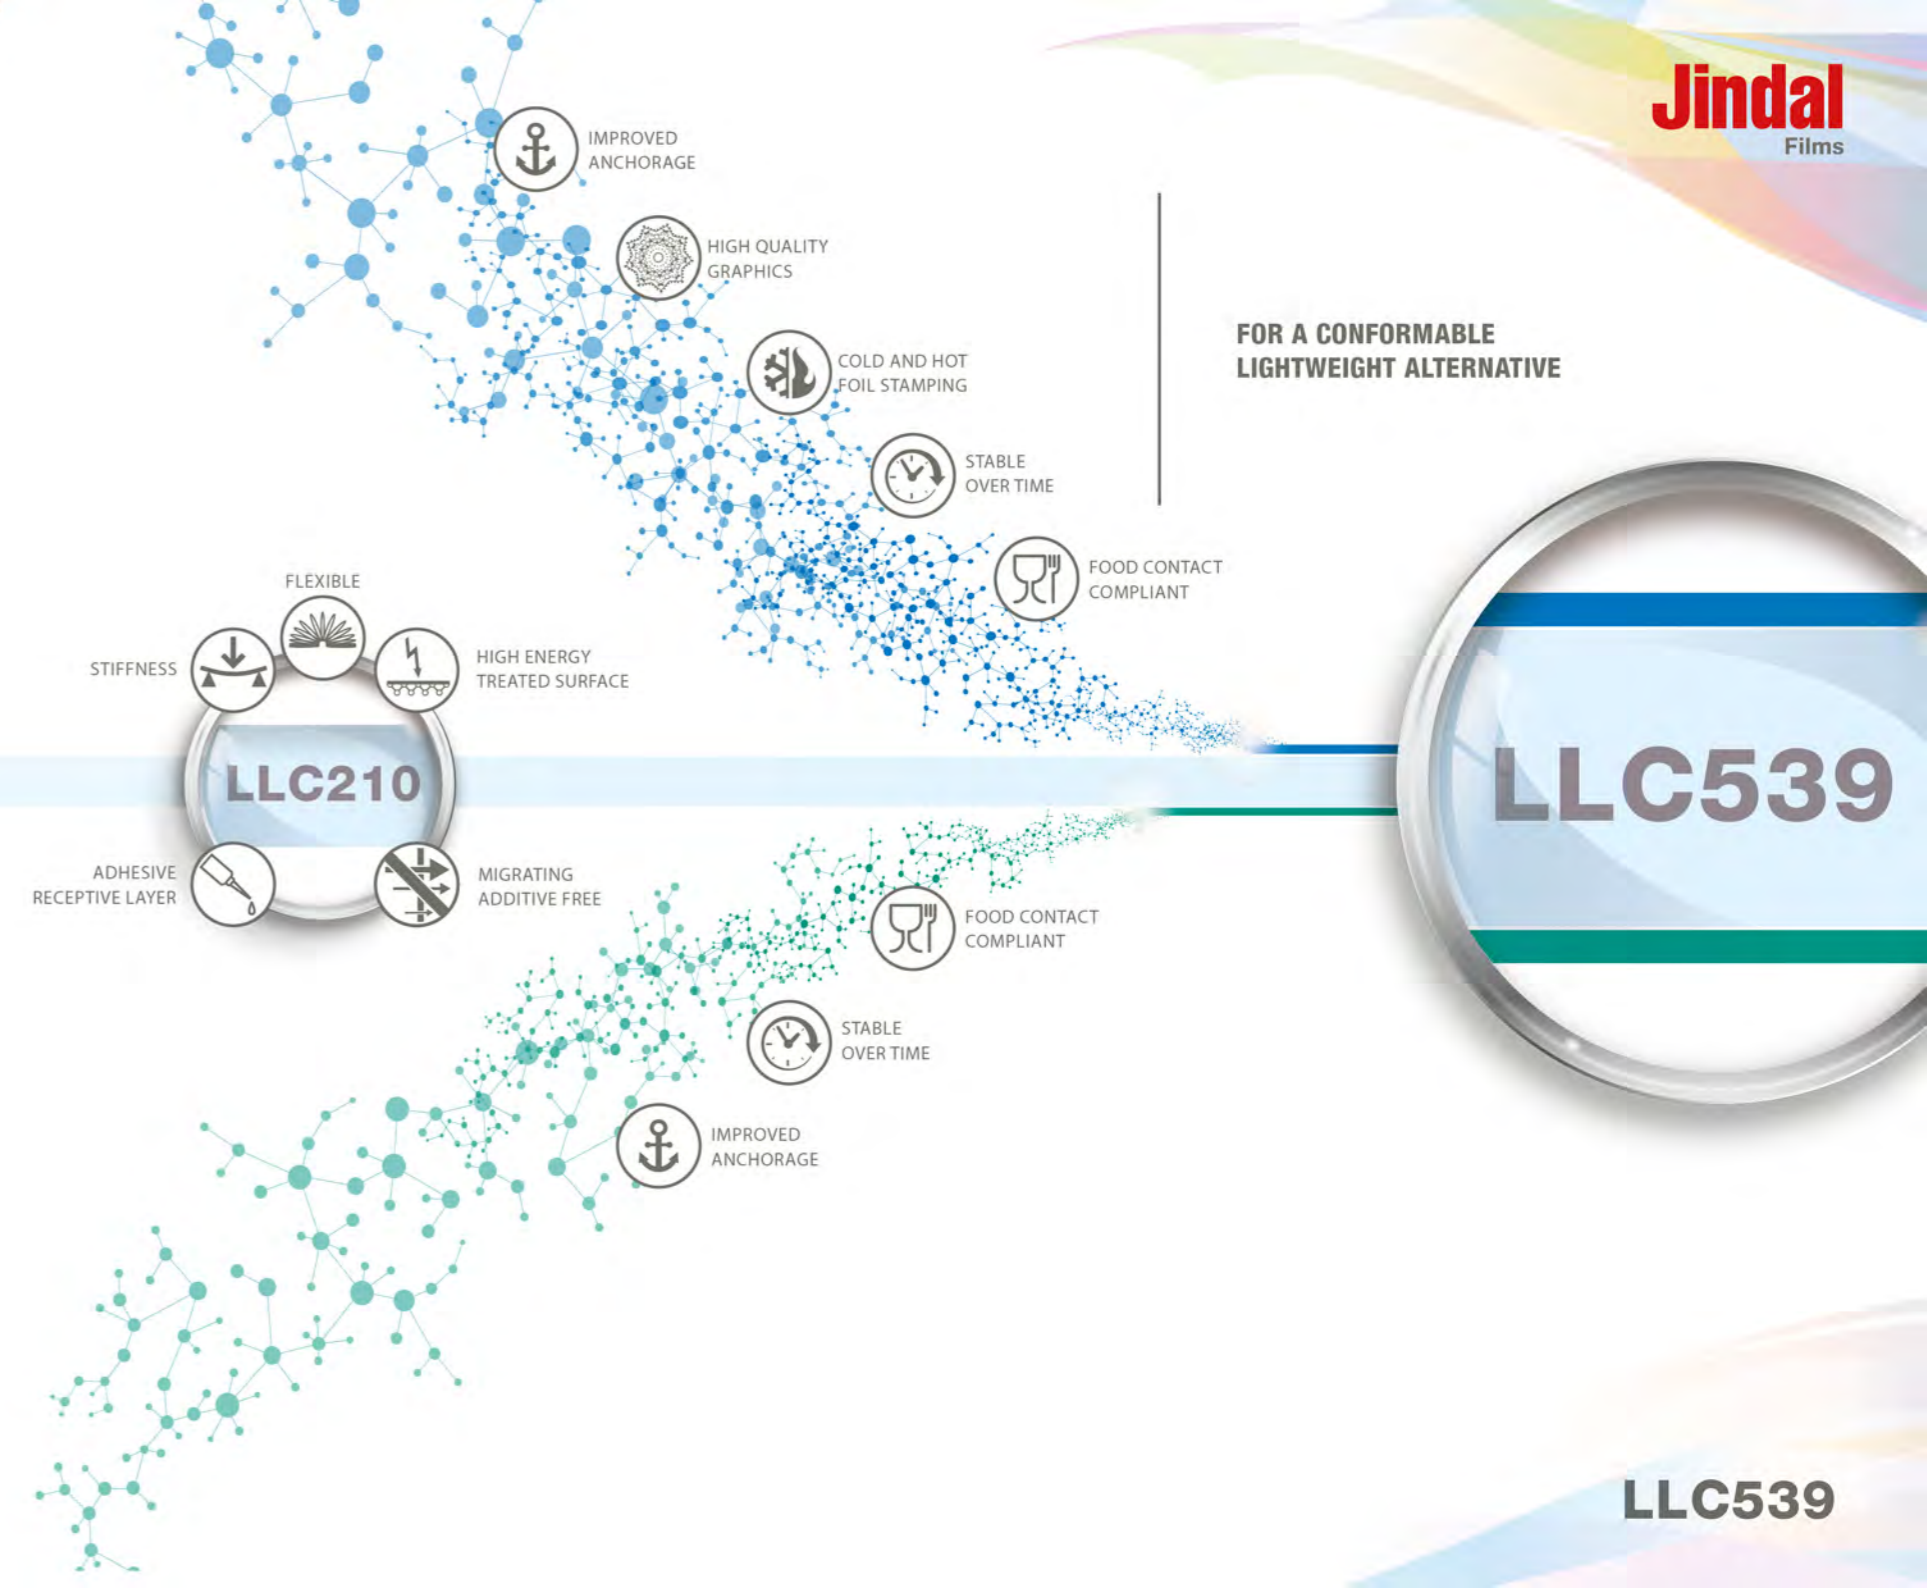 Jindal
Films
IMPROVED
ANCHORAGE
HIGH QUALITY
GRAPHICS
COLD AND HOT
FOIL STAMPING
STABLE
OVER TIME
FOOD CONTACT
COMPLIANT
FOR A CONFORMABLE
LIGHTWEIGHT ALTERNATIVE
FLEXIBLE
STIFFNESS
HIGH ENERGY
TREATED SURFACE
LLC210
ADHESIVE
RECEPTIVE LAYER
MIGRATING
ADDITIVE FREE
LLC539
FOOD CONTACT
COMPLIANT
STABLE
OVER TIME
IMPROVED
ANCHORAGE
LLC539